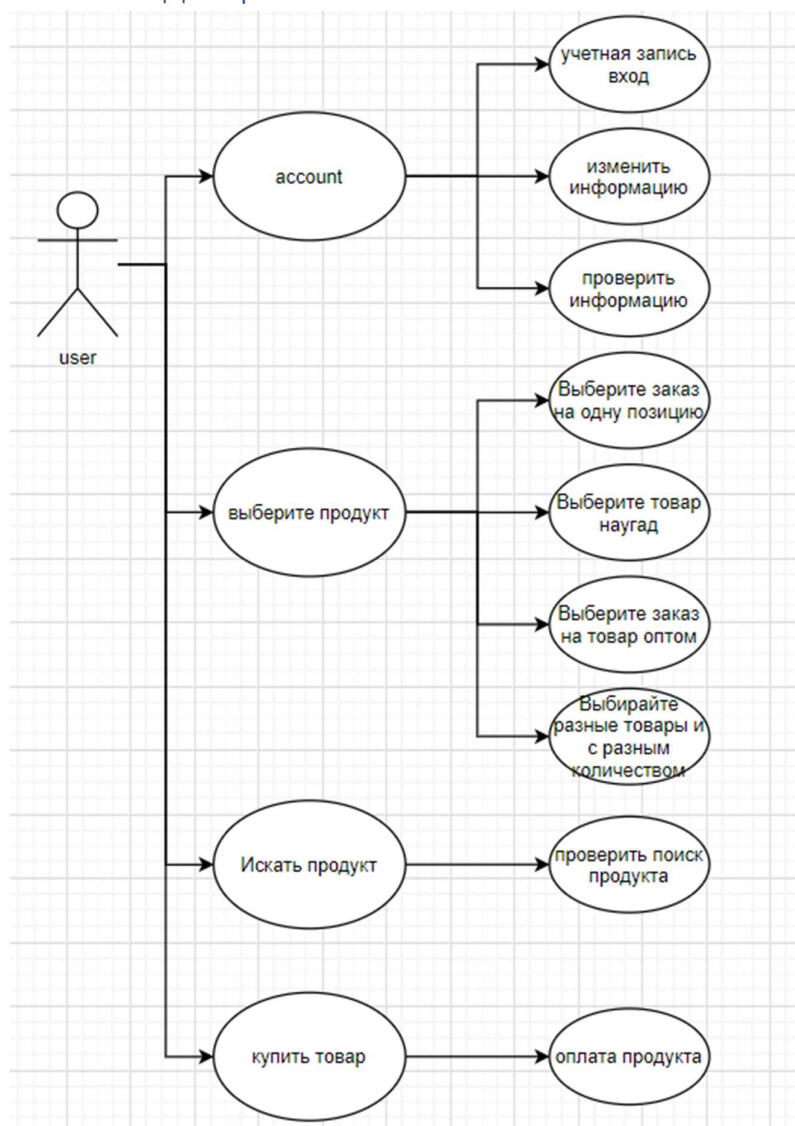 учетная запись
вход
account
изменить
информацию
проверить
информацию
user
Выберите заказ
на одну позицию
выберите продукт
Выберите товар
наугад
Выберите заказ
на товар оптом
Выбирайте
разные товары и
с разным
количеством
Искать продукт
проверить поиск
продукта
купить товар
оплата продукта